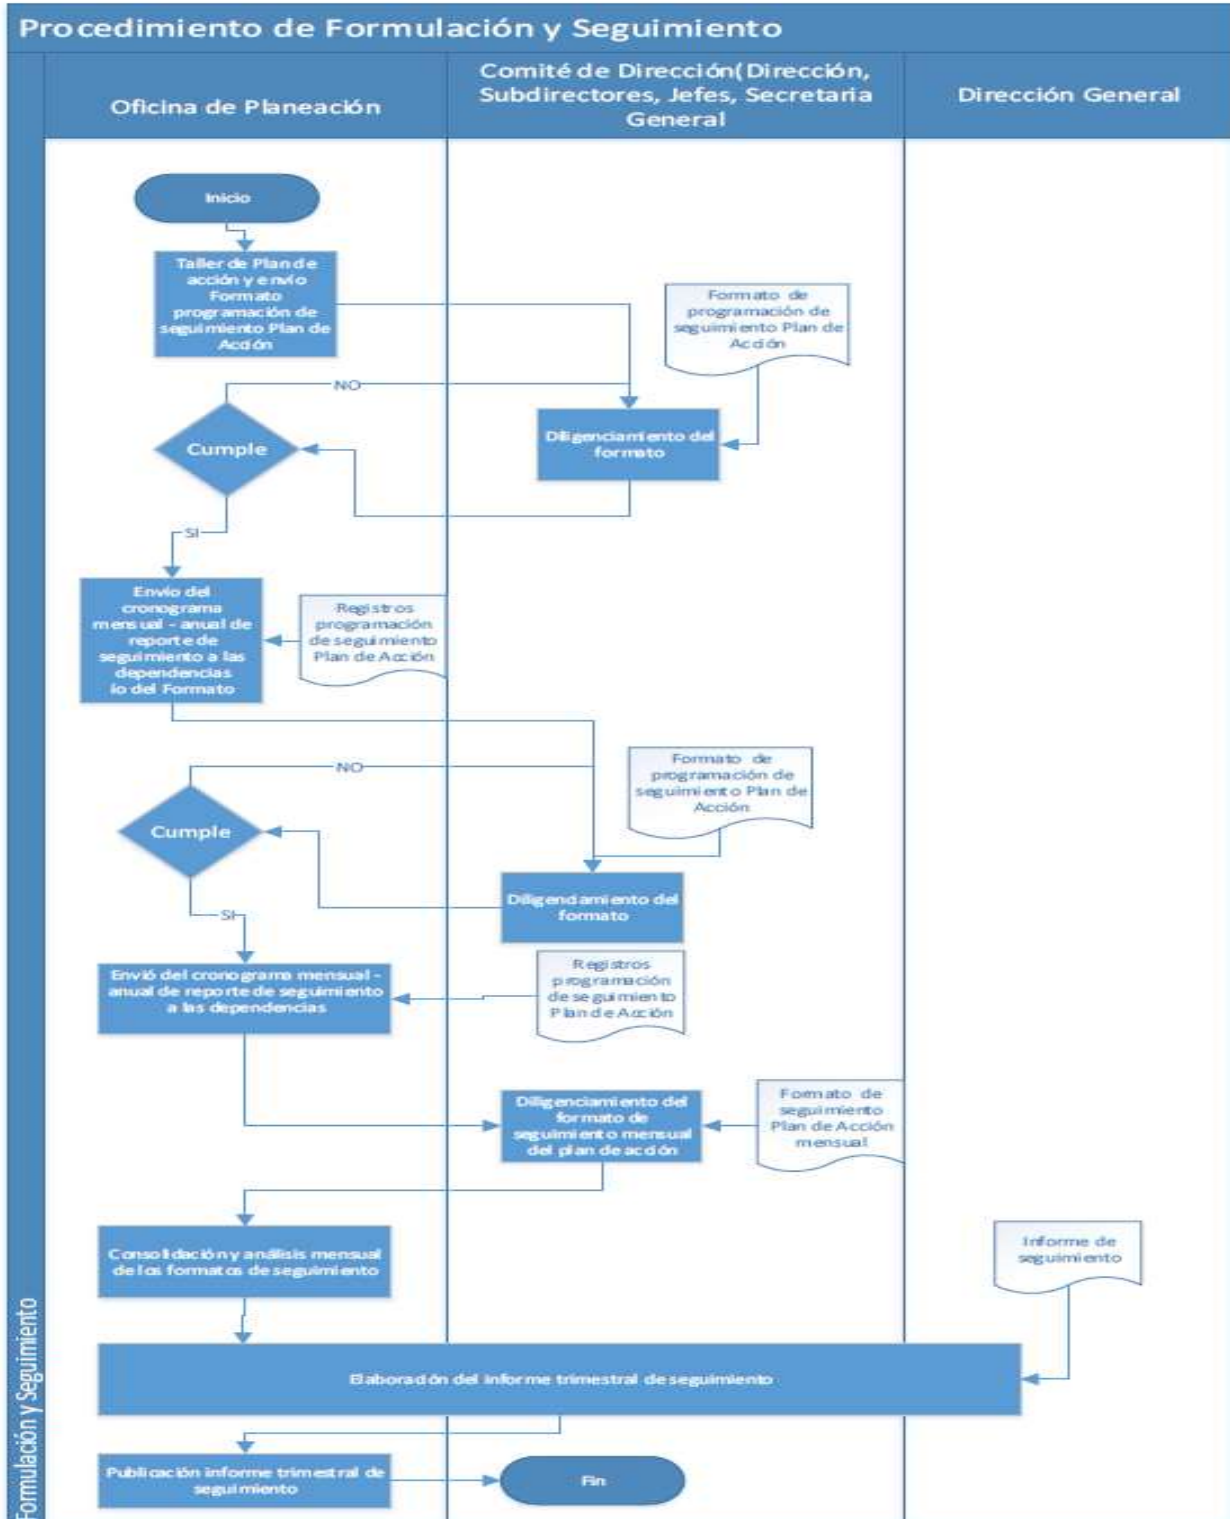 Procedimiento de Formulación y Seguimiento
Oficina de Planeación
Comité de Dirección(Dirección,
Subdirectores, Jefes, Secretaria
General
Dirección General
Inicio
Taller de Plan de
acción y envío
Formato
programación de
seguimiento Plan de
Acción
Formato de
programación de
seguimiento Plan de
Acción
NO
Cumple
Diligenciamiento del
formato
SI
Envío del
cronograma
mensual - anual de
reporte de
seguimiento a las
dependencias
ío del Formato
Registros
programación
de seguimiento
Plan de Acción
NO
Formato de
programación de
seguimiento Plan de
Acción
Cumple
Diligenciamiento del
formato
SI
Envió del cronograma mensual -
anual de reporte de seguimiento
a las dependencias
Registros
programación
de seguimiento
Plan de Acción
Diligenciamiento del
formato de
seguimiento mensual
del plan de acción
Formato de
seguimiento
Plan de Acción
mensual
Consolidación y análisis mensual
de los formatos de seguimiento
Informe de
seguimiento
Elaboración del informe trimestral de seguimiento
Publicación informe trimestral de
seguimiento
Fin
Formulación y Seguimiento